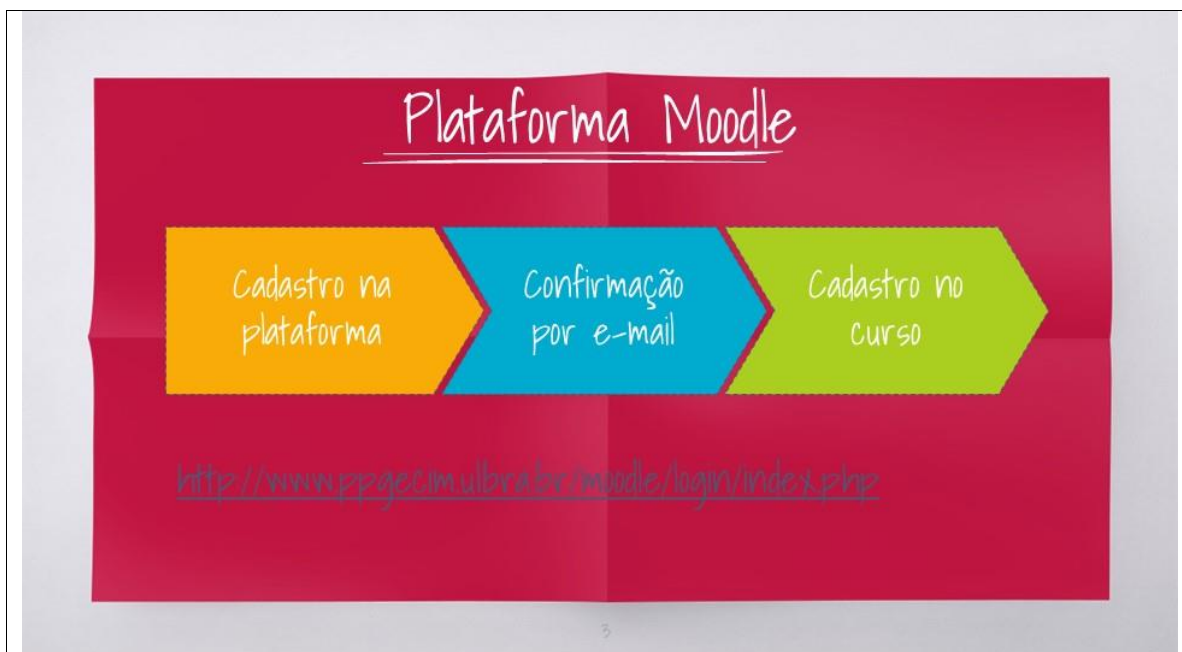 Plataforma Moodle
Cadastro na
plataforma
Confirmação
por e-mail
Cadastro no
curso
http://www.ppgecim.ulbra.br/moodle/login/index.php
3